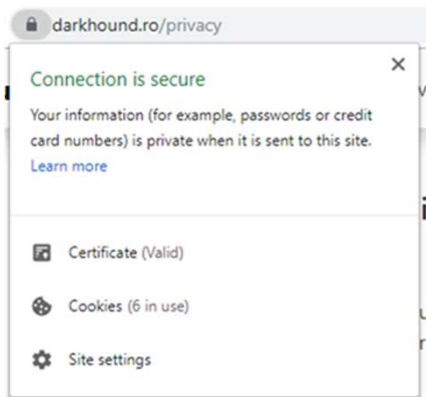 darkhound.ro/privacy
Connection is secure
Your information (for example, passwords or credit
card numbers) is private when it is sent to this site.
Learn more
Certificate (Valid)
Cookies (6 in use)
Site settings